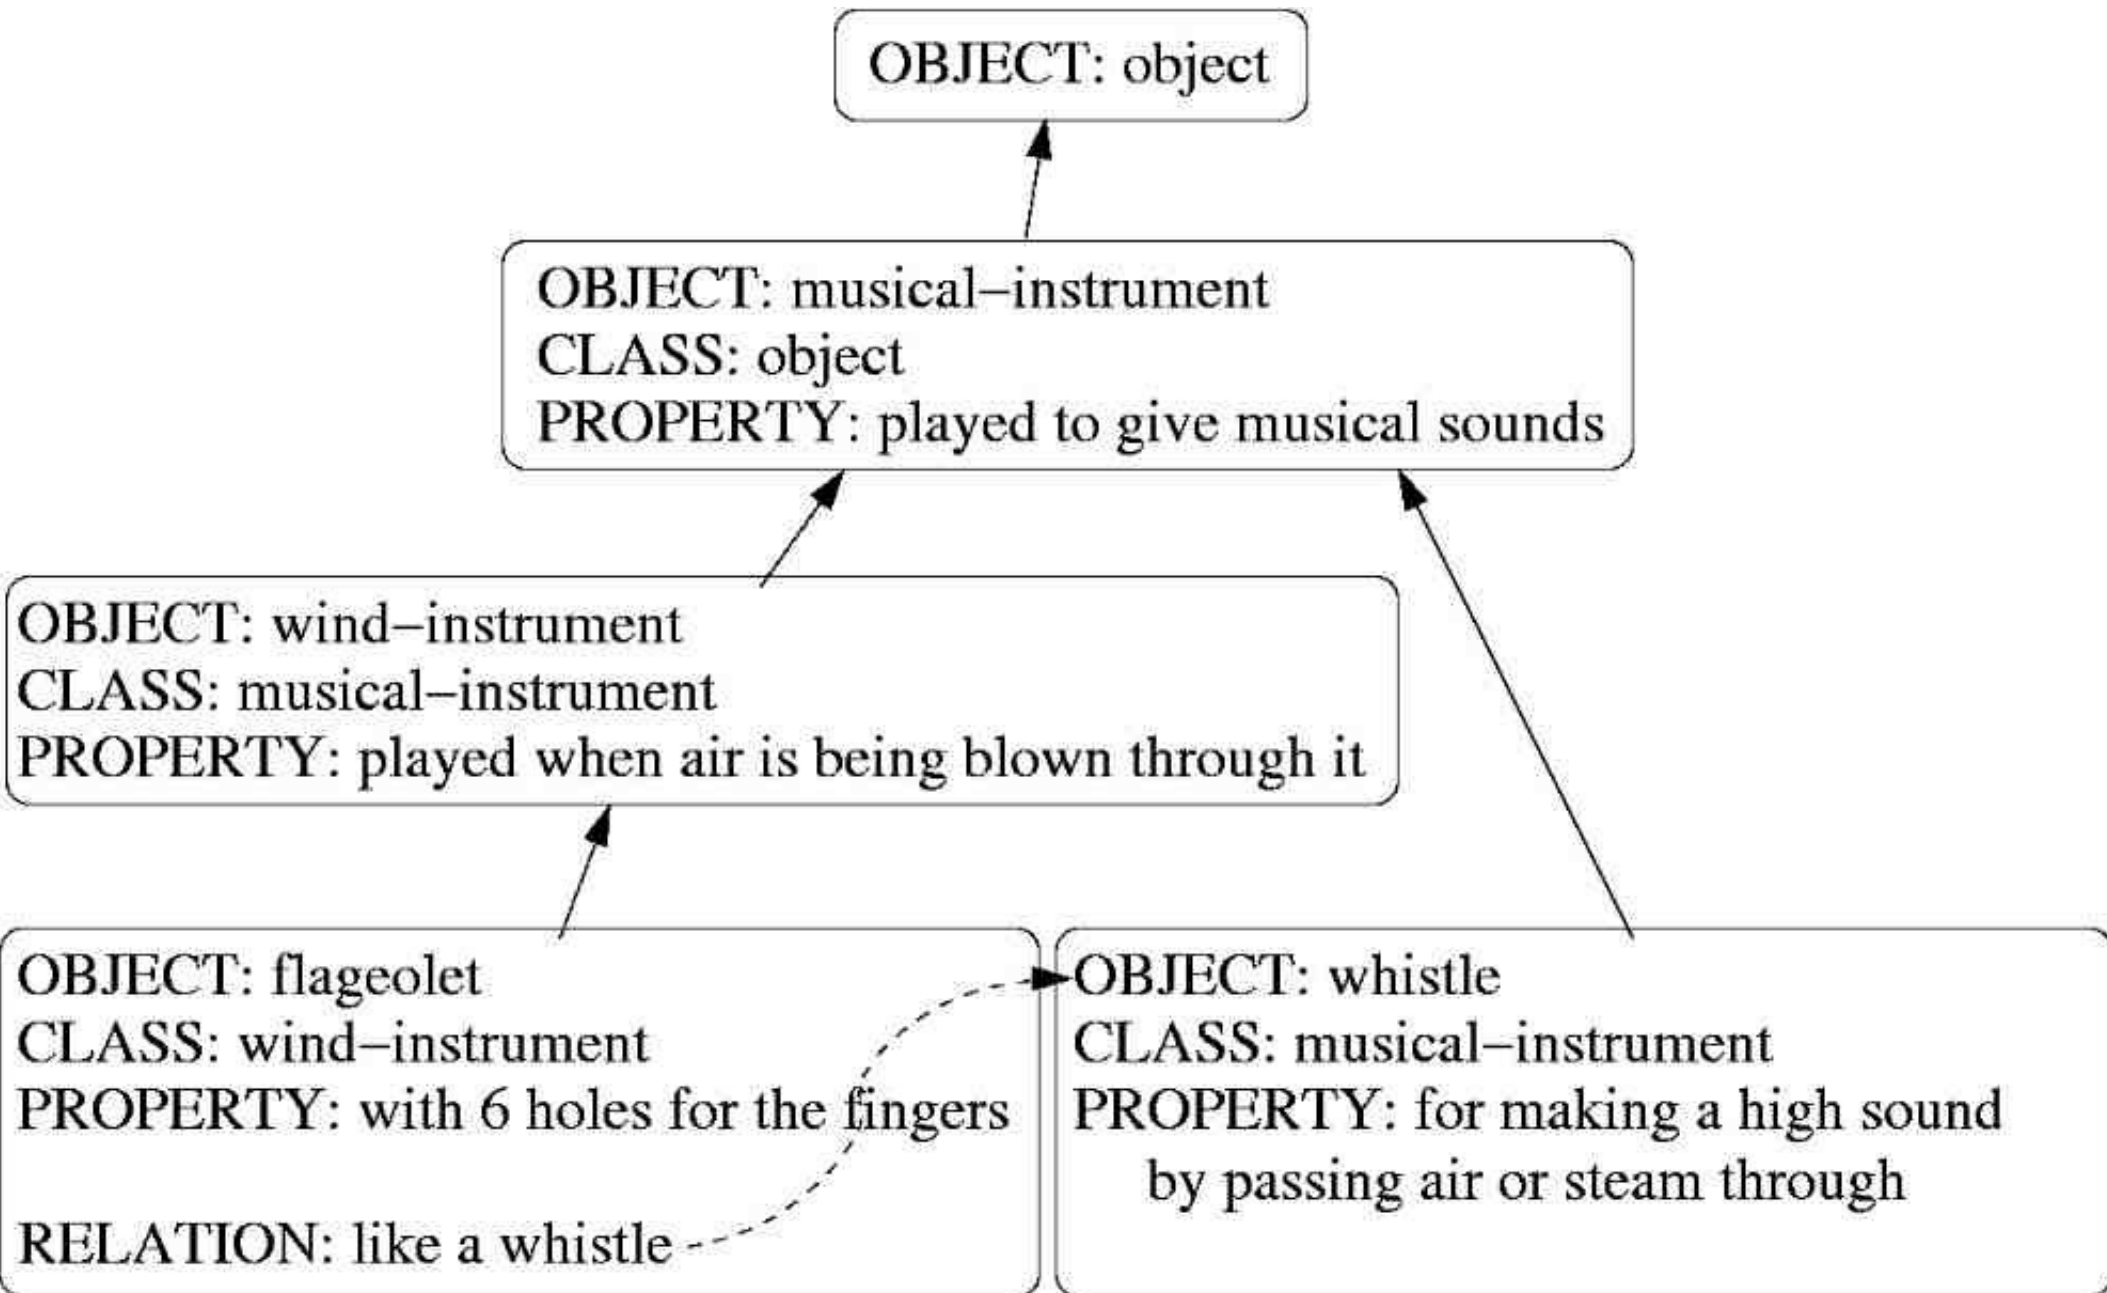 OBJECT: object
OBJECT: musical–instrument
CLASS: object
PROPERTY: played to give musical sounds
OBJECT: wind–instrument
CLASS: musical–instrument
PROPERTY: played when air is being blown through it
OBJECT: flageolet
CLASS: wind–instrument
PROPERTY: with 6 holes for the fingers
RELATION: like a whistle
OBJECT: whistle
CLASS: musical–instrument
PROPERTY: for making a high sound
by passing air or steam through